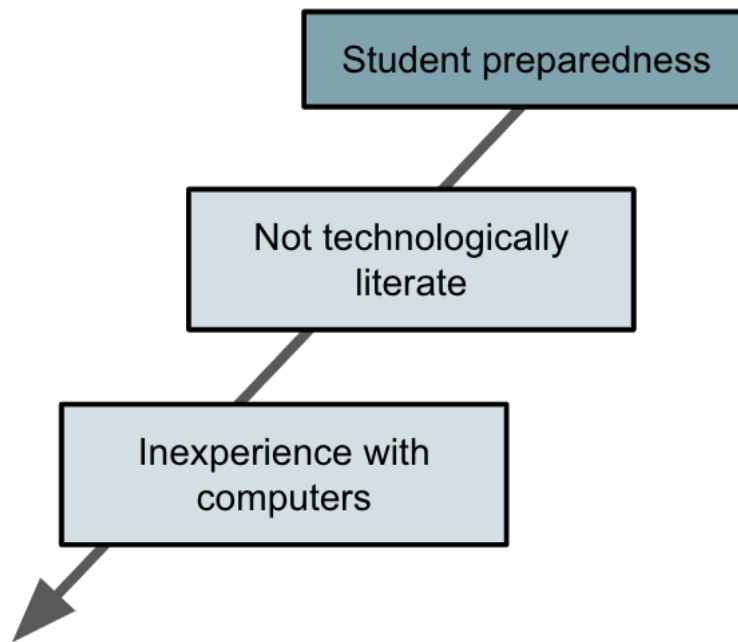 Student preparedness
Not technologically
literate
Inexperience with
computers